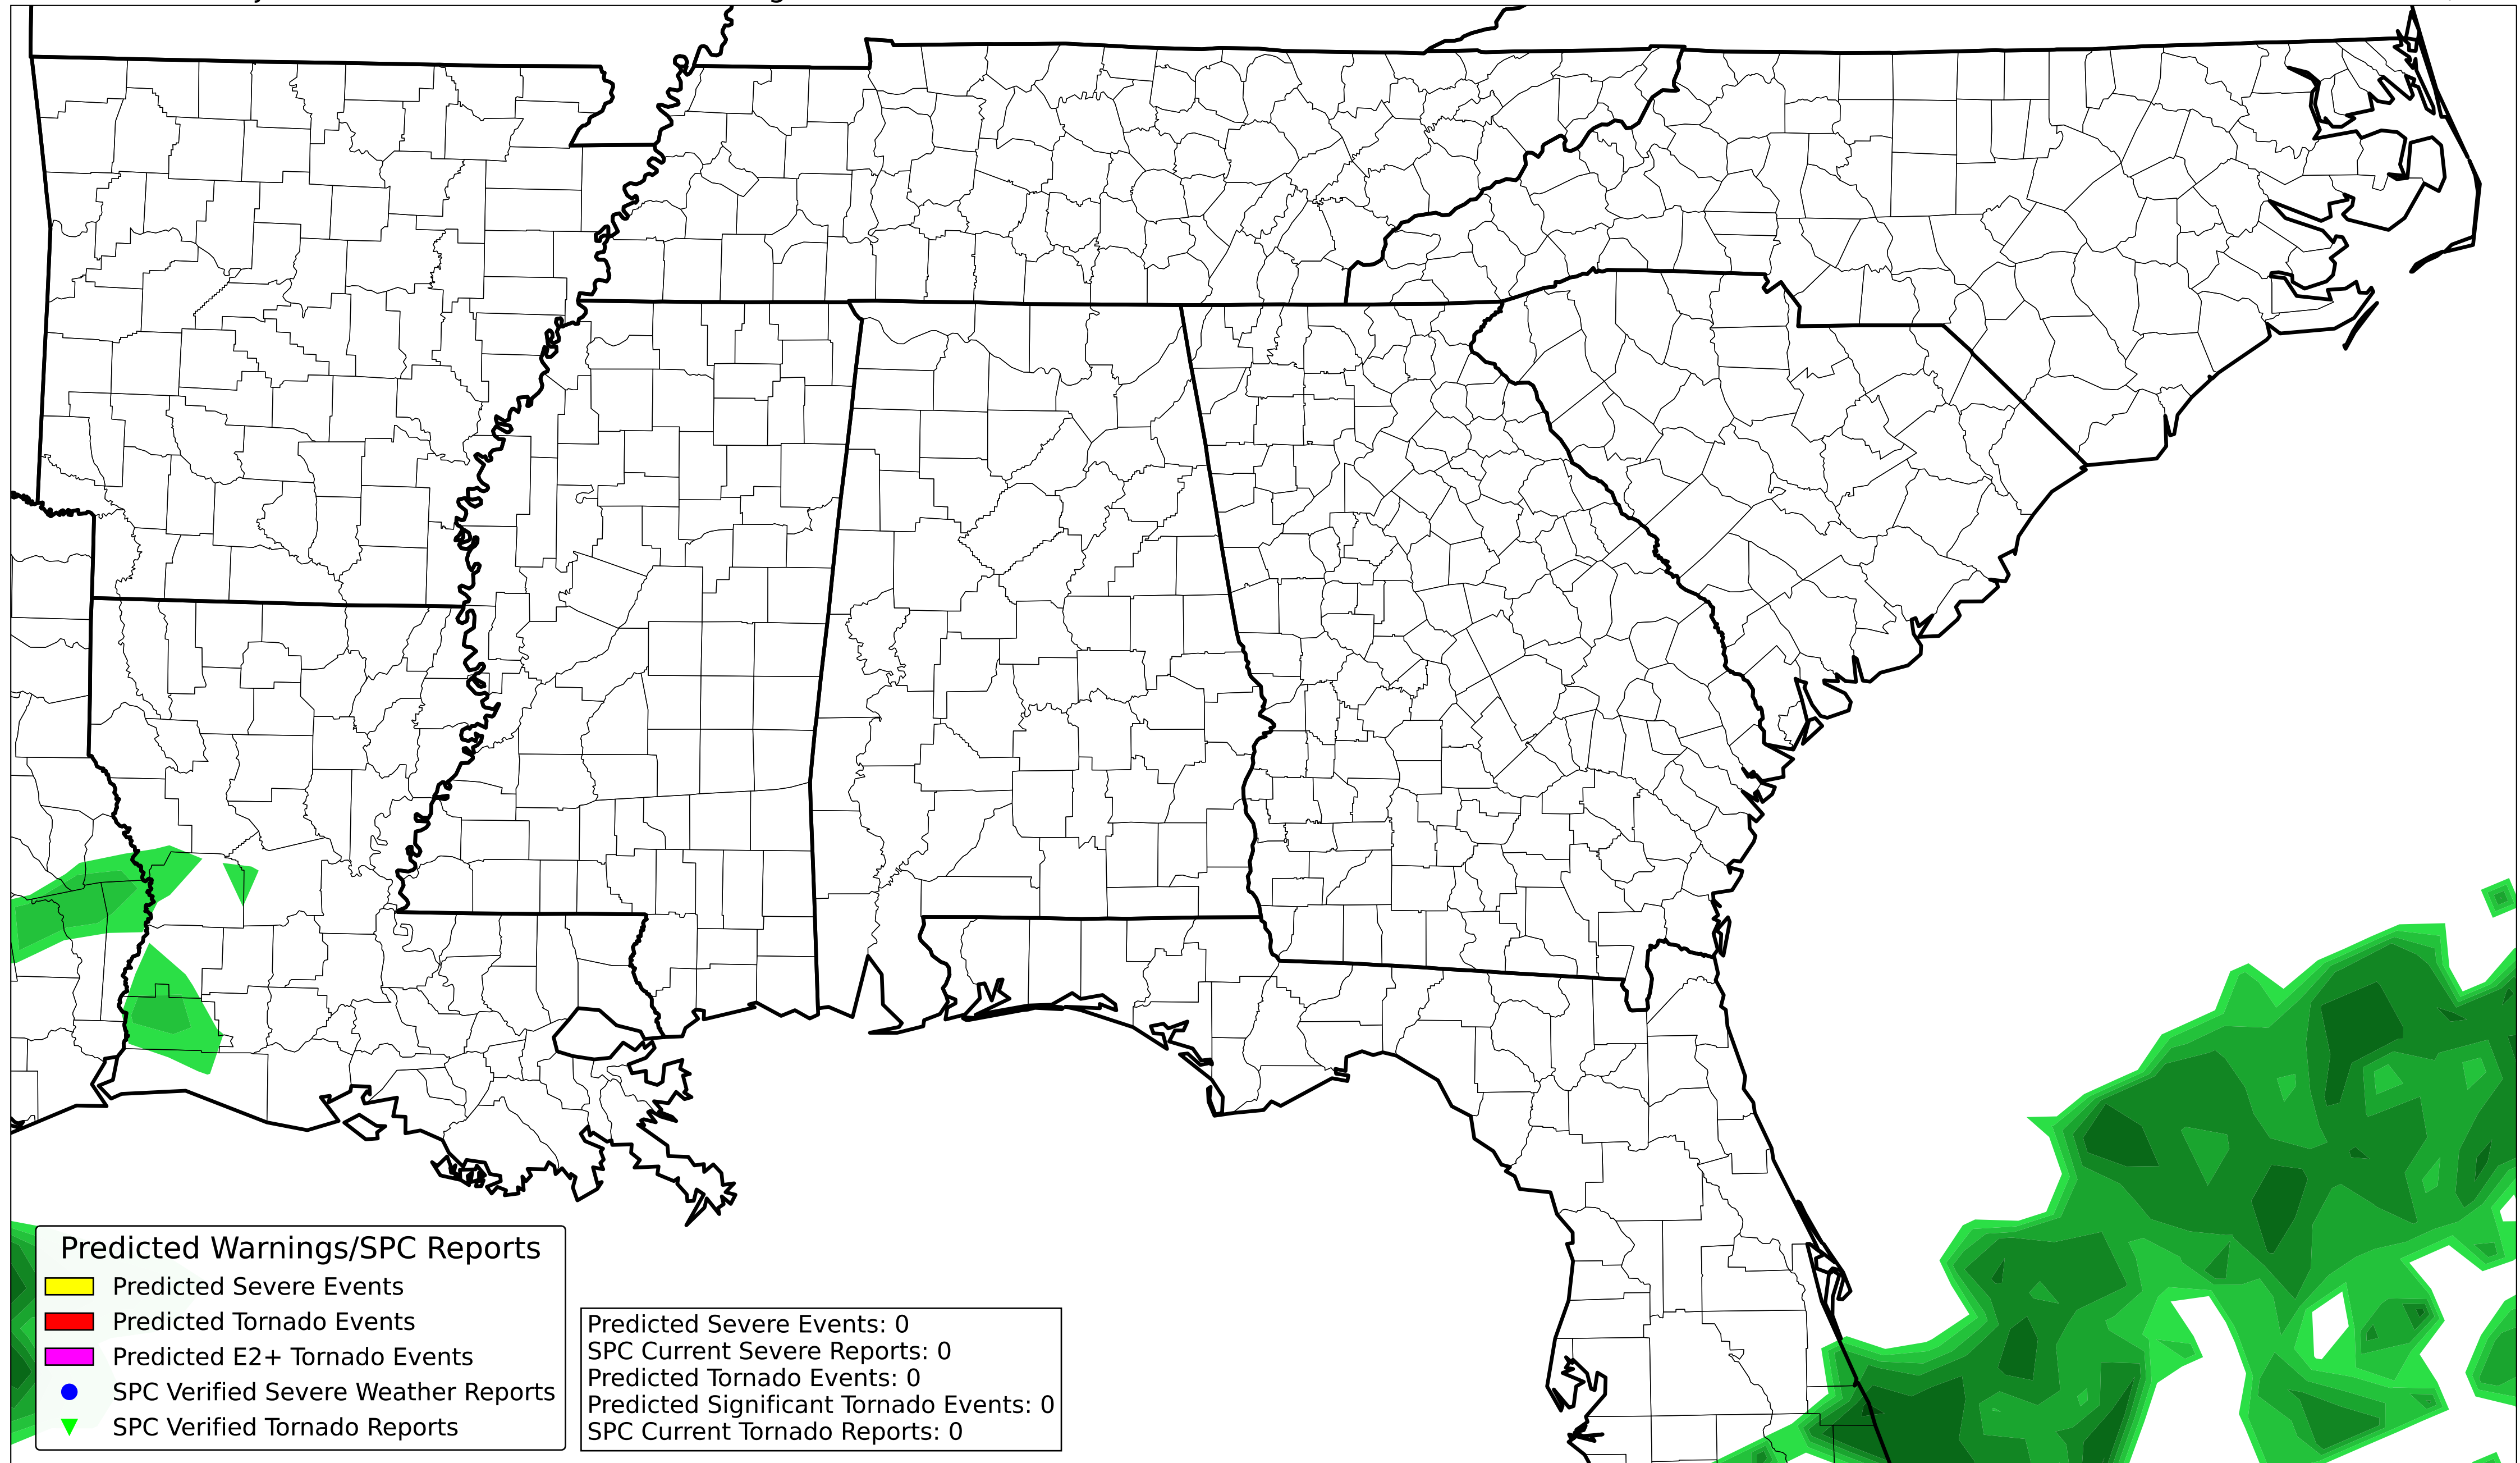 Predicted Warnings/SPC Reports
Predicted Severe Events
Predicted Tornado Events
Predicted E2+ Tornado Events
SPC Verified Severe Weather Reports
SPC Verified Tornado Reports
Predicted Severe Events: 0
SPC Current Severe Reports: 0
Predicted Tornado Events: 0
Predicted Significant Tornado Events: 0
SPC Current Tornado Reports: 0